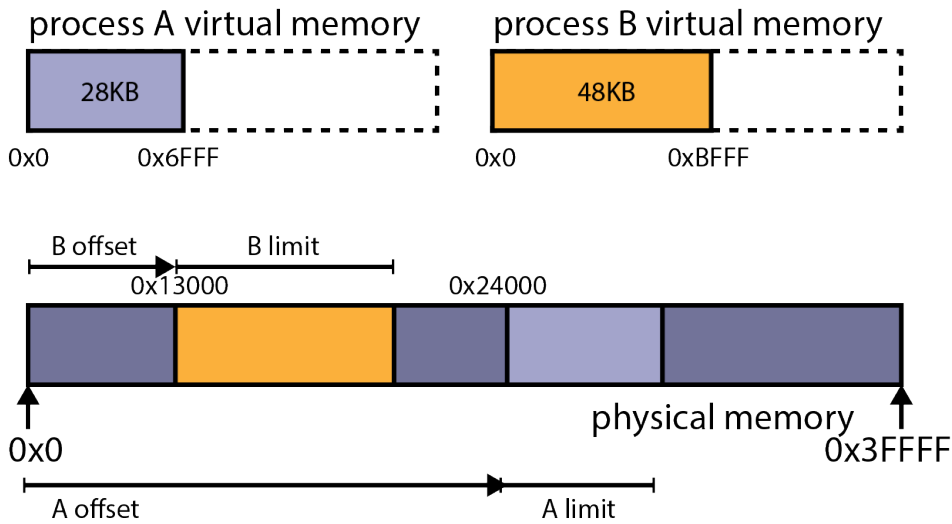 process A virtual memory
process B virtual memory
28KB
48KB
0x0
0x6FFF
0x0
0xBFFF
B offset
B limit
0x13000
0x24000
physical memory
0x0
0x3FFFF
A offset
A limit